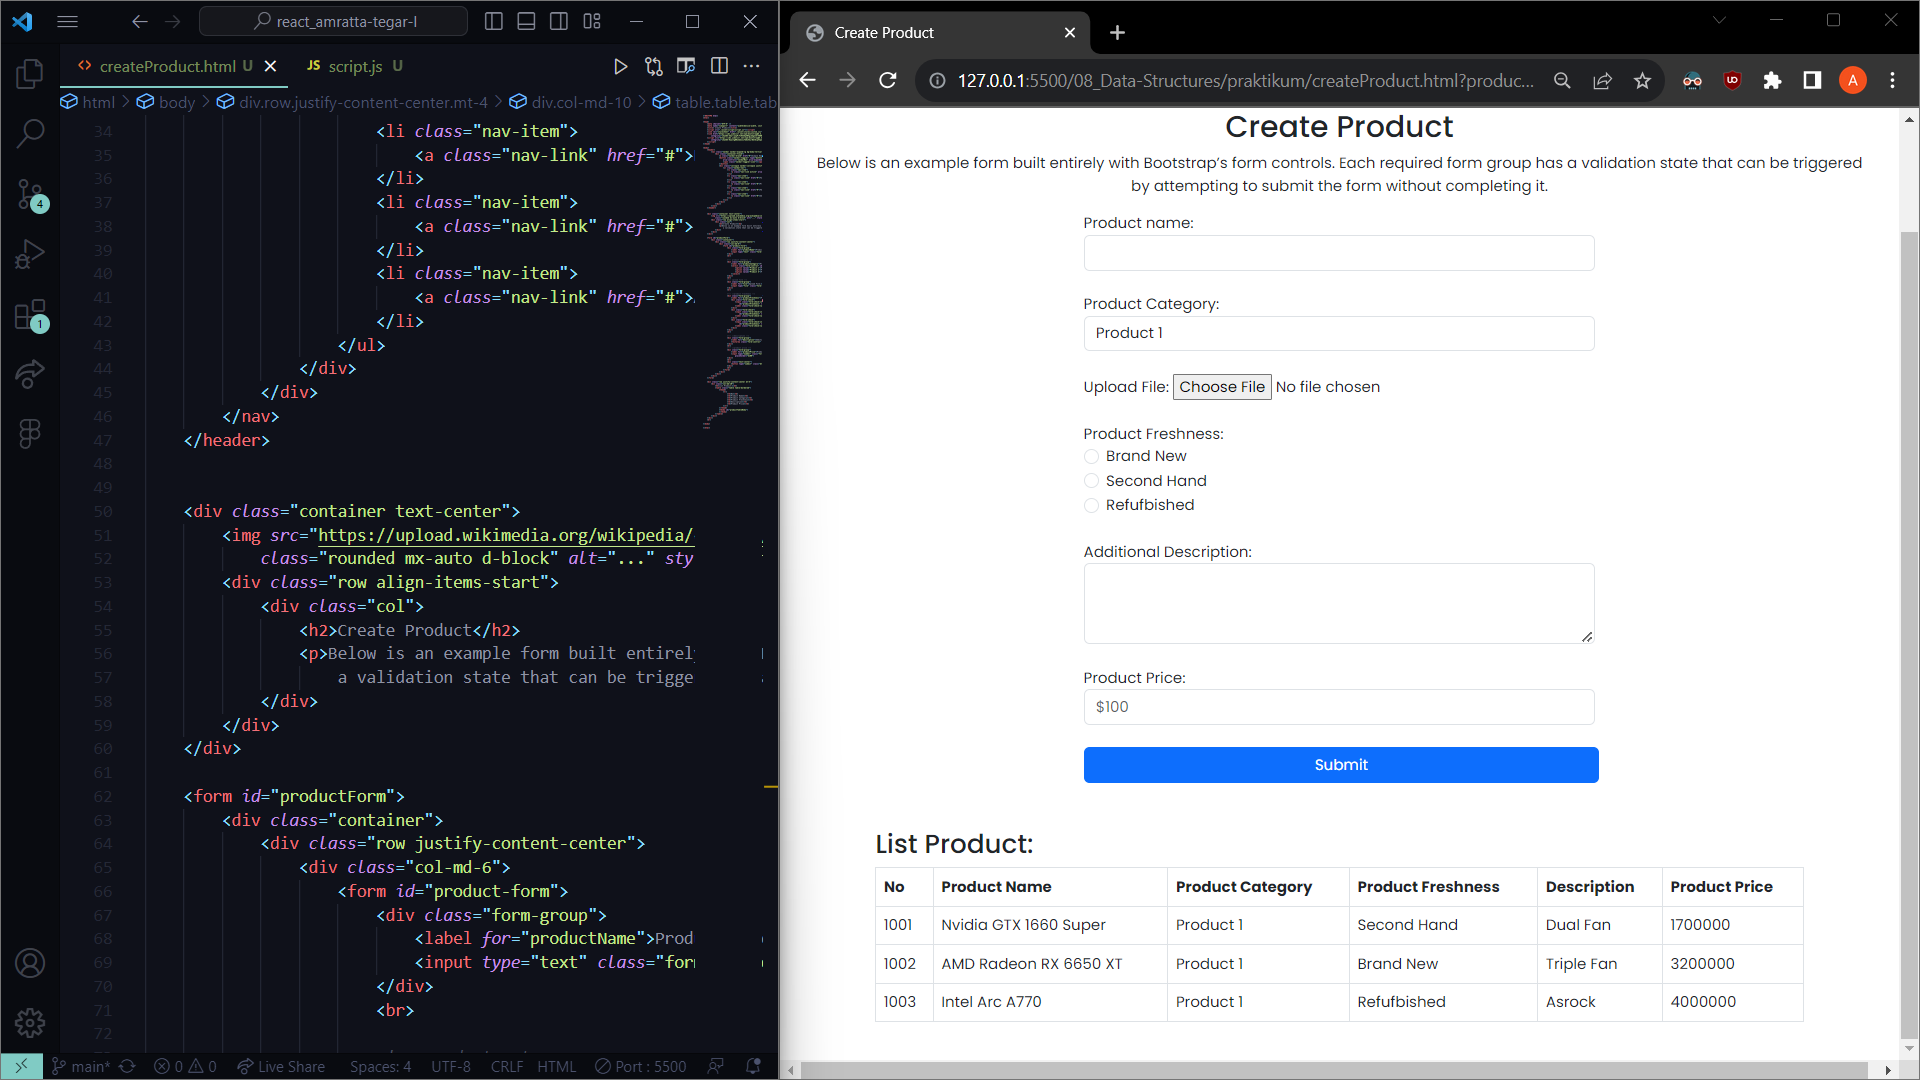 react_amratta-tegar-l
createProduct.html U
JS script.js U
html > body > div.row.justify-content-center.mt-4 > div.col-md-10 > table.table.tab
34 <li class="nav-item">
35 <a class="nav-link" href="#">
36 </li>
37 <li class="nav-item">
38 <a class="nav-link" href="#">
39 </li>
40 <li class="nav-item">
41 <a class="nav-link" href="#">
42 </li>
43 </ul>
44 </div>
45 </div>
46 </nav>
47 </header>
48
49
50 <div class="container text-center">
51 <img src="https://upload.wikimedia.org/wikipedia/
52 class="rounded mx-auto d-block" alt="..." sty
53 <div class="row align-items-start">
54 <div class="col">
55 <h2>Create Product</h2>
56 <p>Below is an example form built entirel
57 a validation state that can be trigge
58 </div>
59 </div>
60 </div>
61
62 <form id="productForm">
63 <div class="container">
64 <div class="row justify-content-center">
65 <div class="col-md-6">
66 <form id="product-form">
67 <div class="form-group">
68 <label for="productName">Prod
69 <input type="text" class="for
70 </div>
71 <br>
72
4
1
main* 0 0 Live Share Spaces: 4 UTF-8 CRLF HTML Port : 5500
Create Product
127.0.0.1:5500/08_Data-Structures/praktikum/createProduct.html?produc...
A
Create Product
Below is an example form built entirely with Bootstrap’s form controls. Each required form group has a validation state that can be triggered
by attempting to submit the form without completing it.
Product name:
Product Category:
Product 1
Upload File: Choose File No file chosen
Product Freshness:
Brand New
Second Hand
Refufbished
Additional Description:
Product Price:
$100
Submit
List Product:
No Product Name Product Category Product Freshness Description Product Price
1001 Nvidia GTX 1660 Super Product 1 Second Hand Dual Fan 1700000
1002 AMD Radeon RX 6650 XT Product 1 Brand New Triple Fan 3200000
1003 Intel Arc A770 Product 1 Refufbished Asrock 4000000